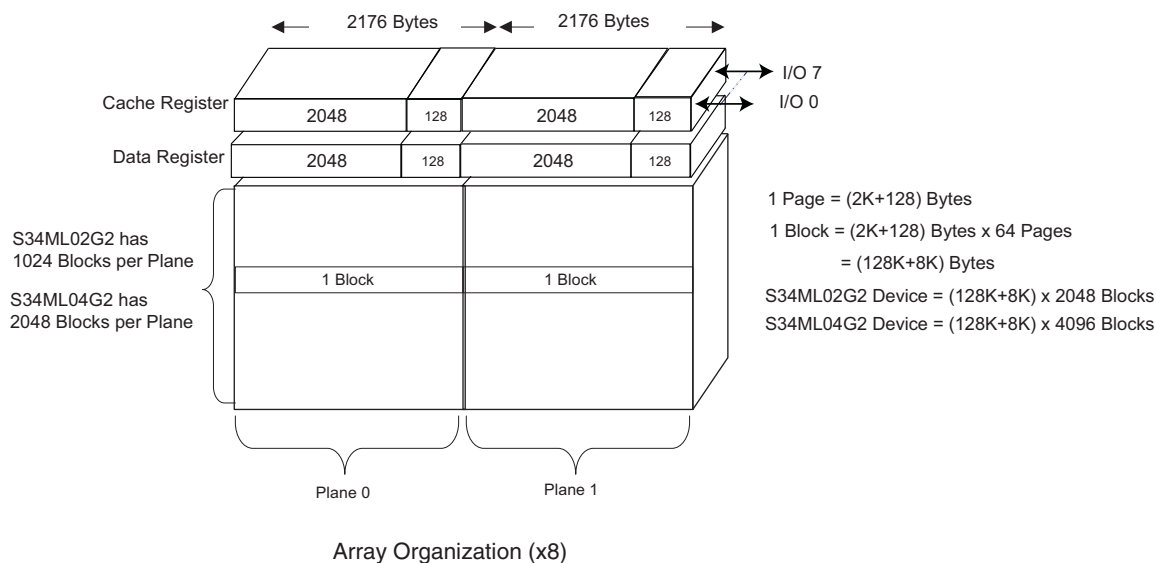 2176 Bytes 2176 Bytes
I/O 7
Cache Register 2048 128 2048 128 I/O 0
Data Register 2048 128 2048 128
1 Page = (2K+128) Bytes
1 Block = (2K+128) Bytes x 64 Pages
= (128K+8K) Bytes
S34ML02G2 Device = (128K+8K) x 2048 Blocks
S34ML04G2 Device = (128K+8K) x 4096 Blocks
S34ML02G2 has
1024 Blocks per Plane
S34ML04G2 has
2048 Blocks per Plane
1 Block 1 Block
Plane 0 Plane 1
Array Organization (x8)